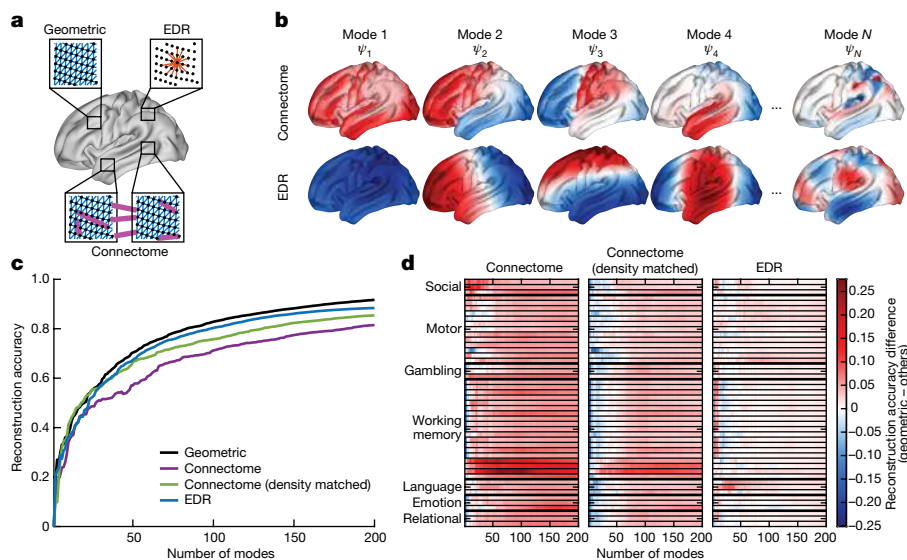 a
Geometric
EDR
Connectome
b
Mode 1
ψ1
Mode 2
ψ2
Mode 3
ψ3
Mode 4
ψ4
Mode N
ψN
Connectome
...
EDR
...
c
Reconstruction accuracy
1.0
0.8
0.6
0.4
0.2
0
50
100
150
200
Number of modes
Geometric
Connectome
Connectome (density matched)
EDR
d
Connectome
Connectome
(density matched)
EDR
Social
Motor
Gambling
Working
memory
Language
Emotion
Relational
50 100 150 200
50 100 150 200
50 100 150 200
Number of modes
0.25
0.20
0.15
0.10
0.05
0
−0.05
−0.10
−0.15
−0.20
−0.25
Reconstruction accuracy difference
(geometric − others)